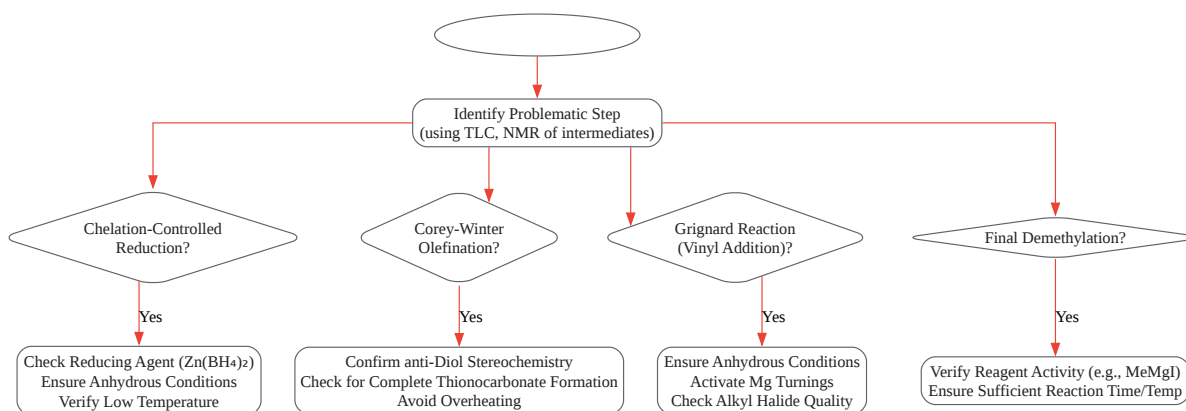 Identify Problematic Step
(using TLC, NMR of intermediates)
Chelation-Controlled
Reduction?
Corey-Winter
Olefination?
Grignard Reaction
(Vinyl Addition)?
Final Demethylation?
Yes
Yes
Yes
Yes
Check Reducing Agent (Zn(BH₄)₂)
Ensure Anhydrous Conditions
Verify Low Temperature
Confirm anti-Diol Stereochemistry
Check for Complete Thionocarbonate Formation
Avoid Overheating
Ensure Anhydrous Conditions
Activate Mg Turnings
Check Alkyl Halide Quality
Verify Reagent Activity (e.g., MeMgI)
Ensure Sufficient Reaction Time/Temp